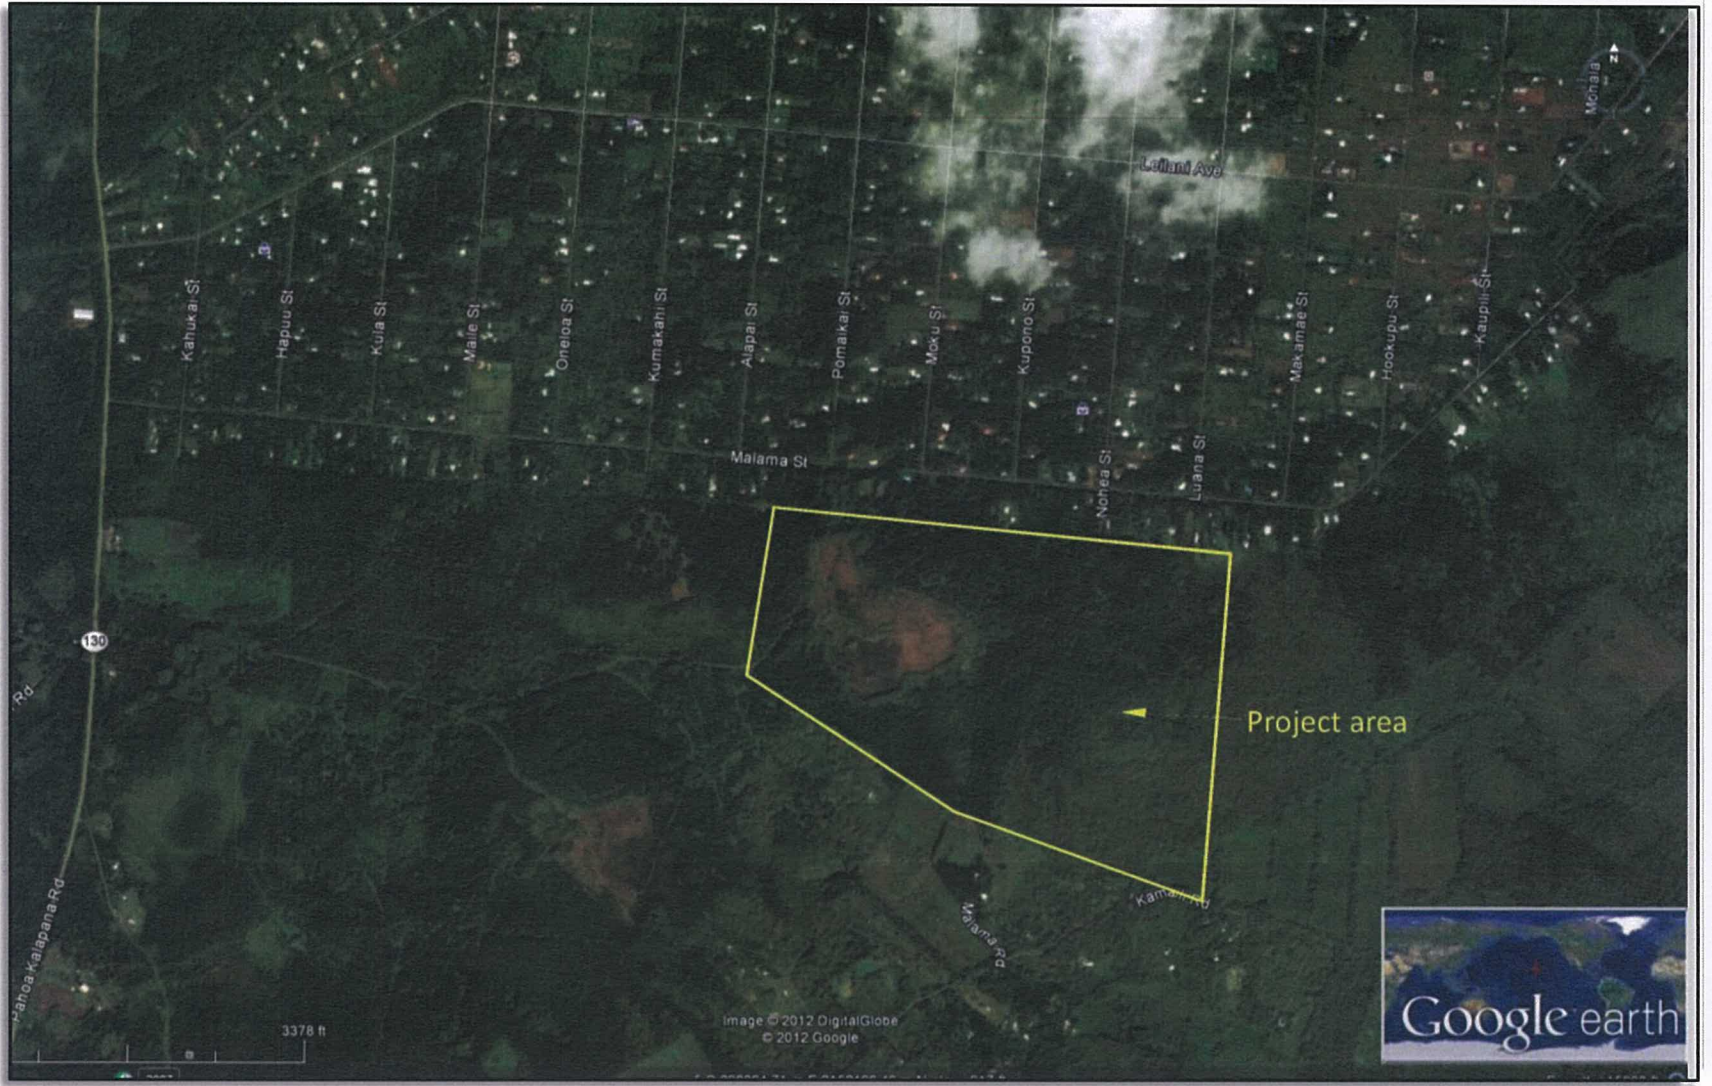 N
Mohala
Leilani Ave
Kahukai St
Hapuu St
Kula St
Maile St
Oneloa St
Kumukahi St
Alapai St
Pomaikai St
Moku St
Kupono St
Makamae St
Hookupu St
Kaupili St
Malama St
Nohea St
Luana St
130
Rd
Project area
Kamaili Rd
Malama Rd
Pahoa Kalapana Rd
3378 ft
Image © 2012 DigitalGlobe
© 2012 Google
Google earth